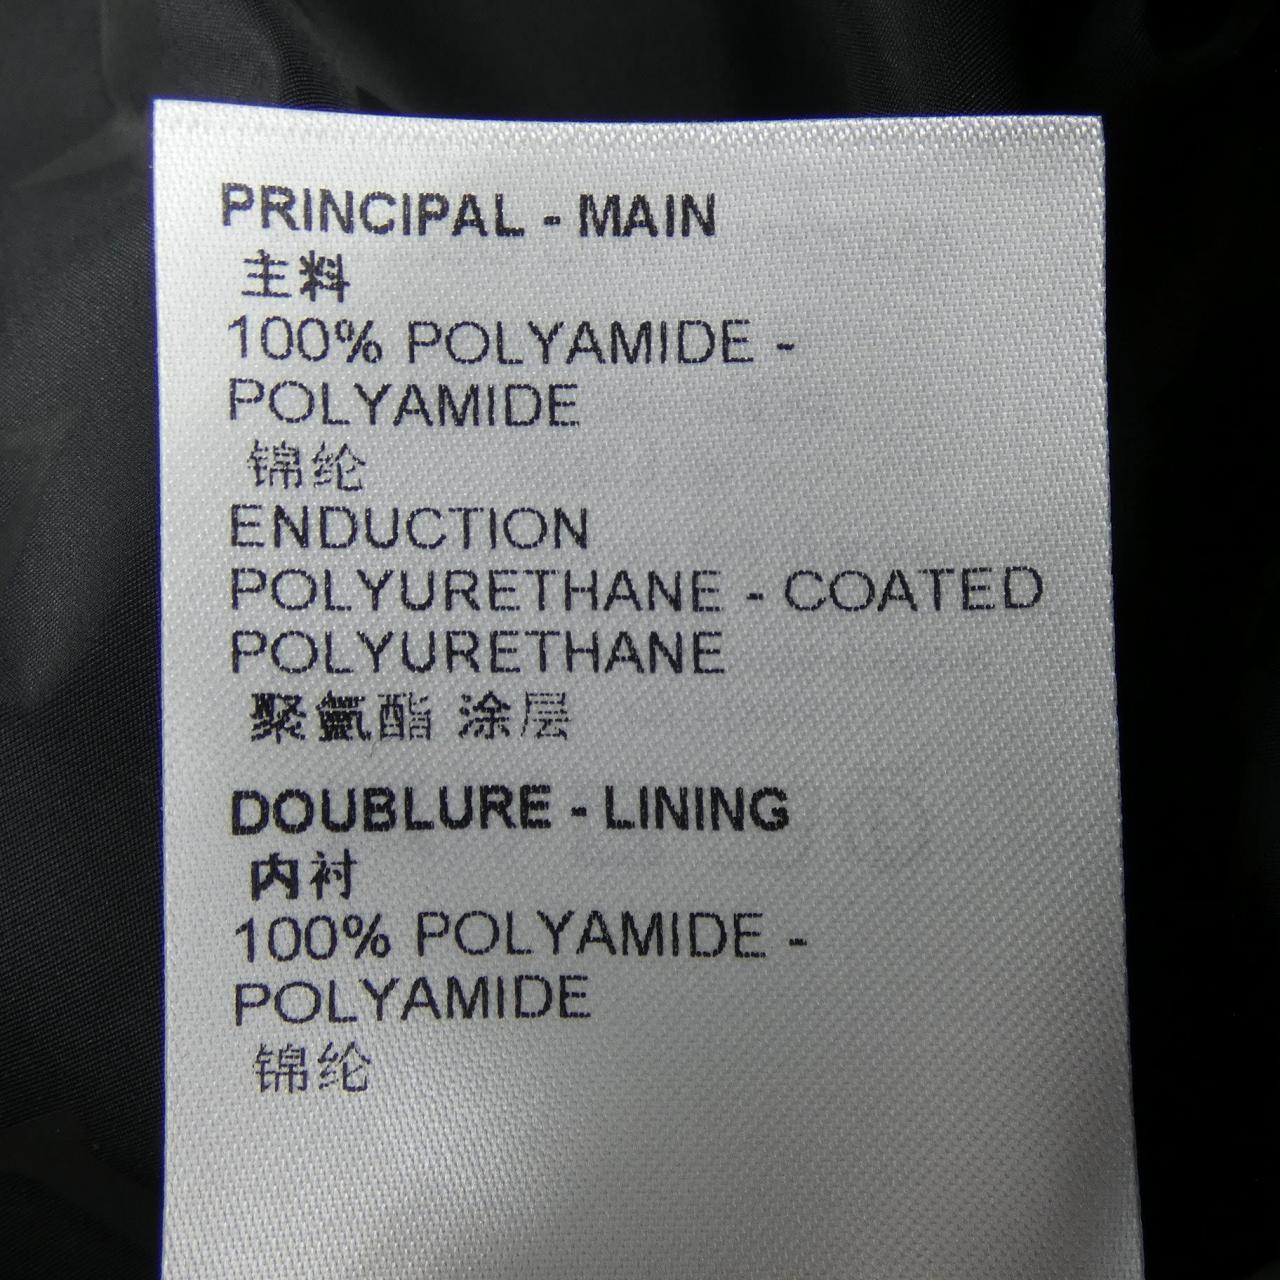 PRINCIPAL - MAIN
主料
100% POLYAMIDE -
POLYAMIDE
锦纶
ENDUCTION
POLYURETHANE - COATED
POLYURETHANE
聚氨酯 涂层
DOUBLURE - LINING
内衬
100% POLYAMIDE -
POLYAMIDE
锦纶